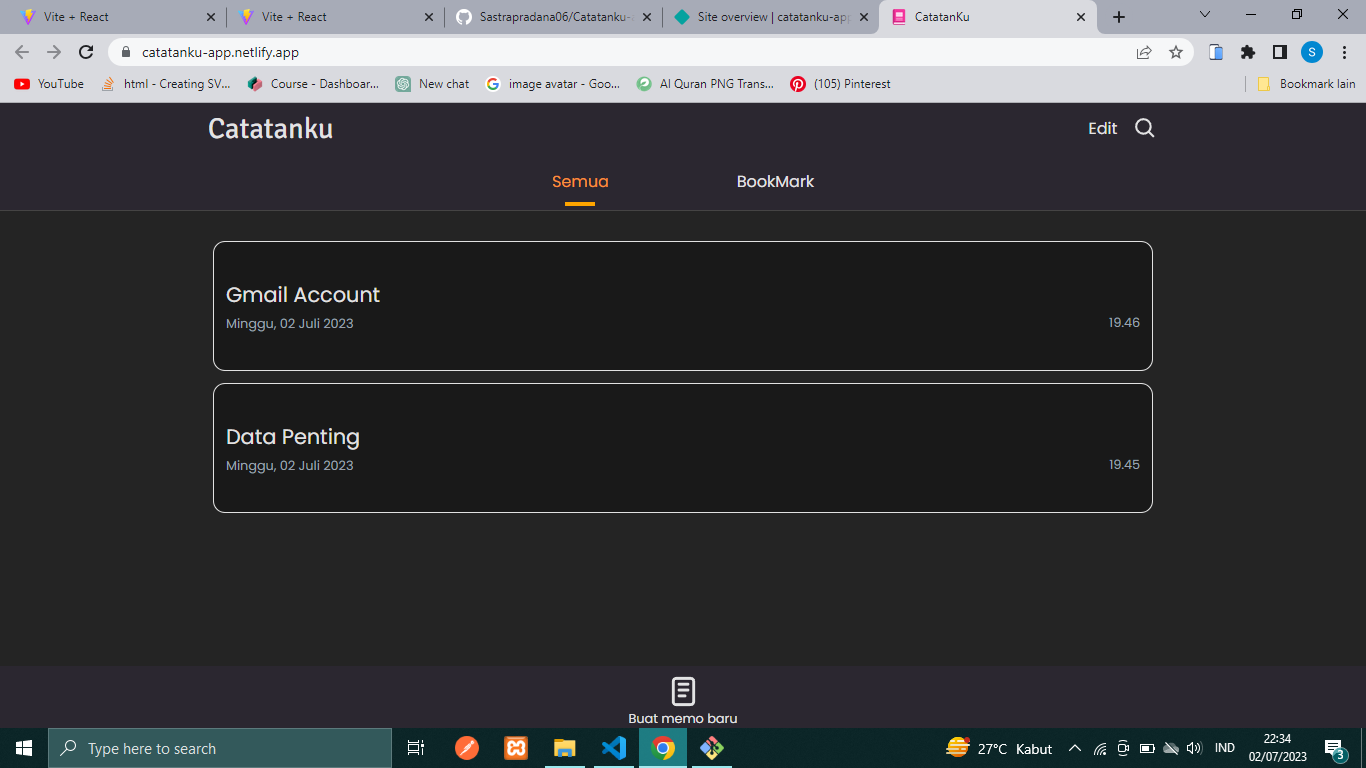 Vite + React
Vite + React
Sastrapradana06/Catatanku-
Site overview | catatanku-app
CatatanKu
catatanku-app.netlify.app
S
YouTube
html - Creating SV...
Course - Dashboar...
New chat
image avatar - Goo...
Al Quran PNG Trans...
(105) Pinterest
Bookmark lain
Catatanku
Edit
Semua
BookMark
Gmail Account
Minggu, 02 Juli 2023
19.46
Data Penting
Minggu, 02 Juli 2023
19.45
Buat memo baru
Type here to search
27°C Kabut
IND
22:34
02/07/2023
3